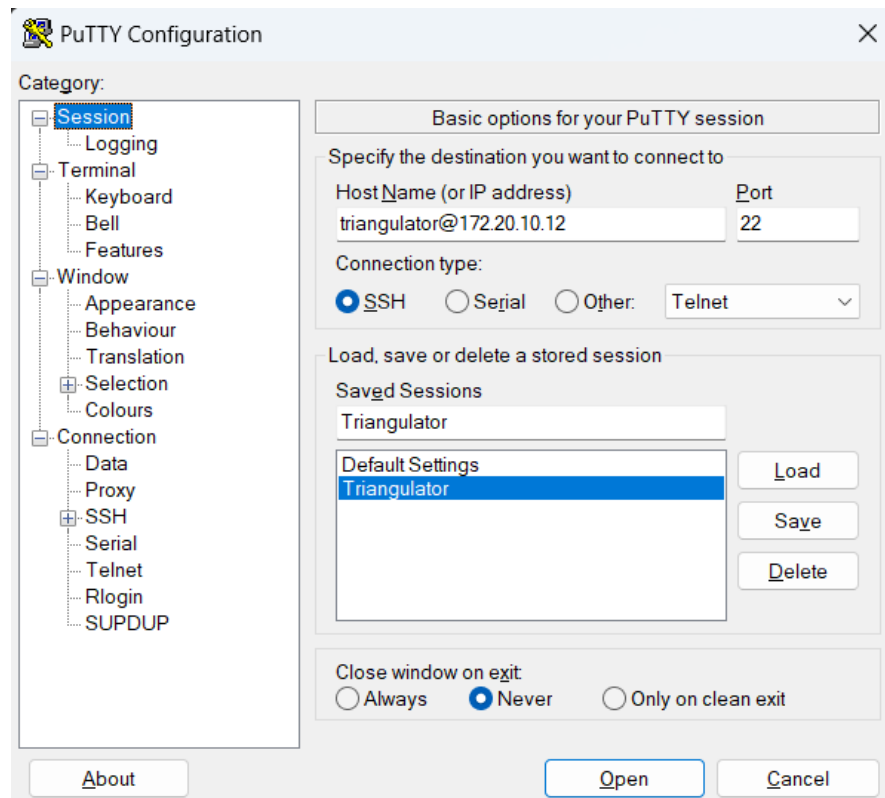 PuTTY Configuration
Category:
Session
Logging
Terminal
Keyboard
Bell
Features
Window
Appearance
Behaviour
Translation
Selection
Colours
Connection
Data
Proxy
SSH
Serial
Telnet
Rlogin
SUPDUP
Basic options for your PuTTY session
Specify the destination you want to connect to
Host Name (or IP address) Port
triangulator@172.20.10.12 22
Connection type:
SSH Serial Other: Telnet
Load, save or delete a stored session
Saved Sessions
Triangulator
Default Settings
Triangulator
Load
Save
Delete
Close window on exit:
Always Never Only on clean exit
About Open Cancel